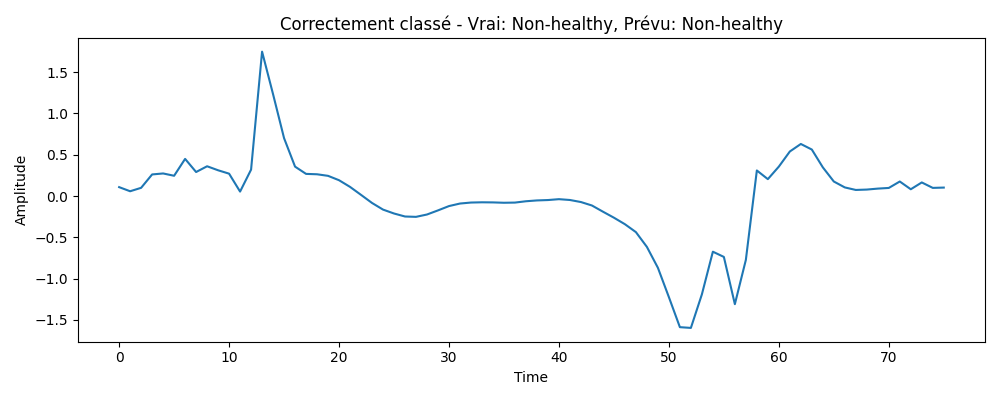 Correctement classé - Vrai: Non-healthy, Prévu: Non-healthy
1.5
1.0
0.5
0.0
−0.5
−1.0
−1.5
Amplitude
0 10 20 30 40 50 60 70
Time